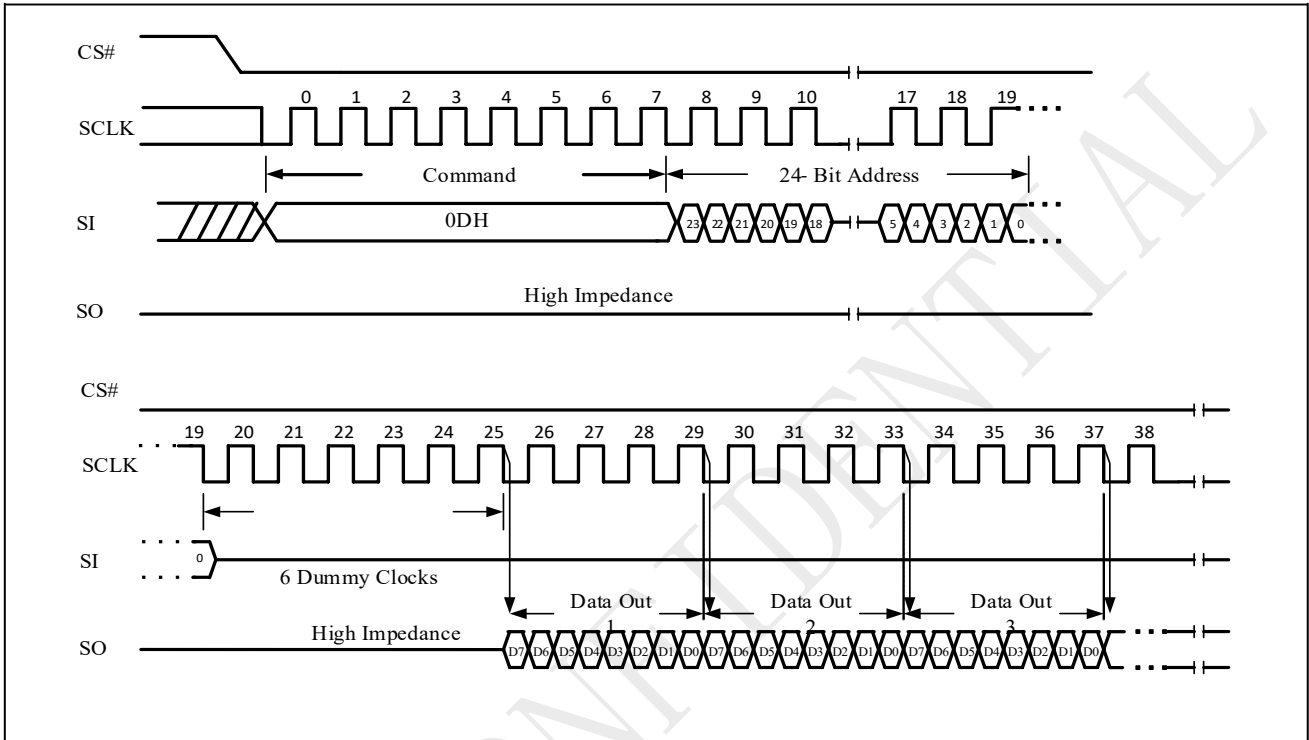 CS#
0 1 2 3 4 5 6 7 8 9 10 17 18 19
SCLK
Command 24- Bit Address
SI 0DH 23 22 21 20 19 18 5 4 3 2 1 0
High Impedance
SO
CS#
19 20 21 22 23 24 25 26 27 28 29 30 31 32 33 34 35 36 37 38
SCLK
SI 0
6 Dummy Clocks
Data Out Data Out Data Out
1 2 3
High Impedance
SO D7 D6 D5 D4 D3 D2 D1 D0 D7 D6 D5 D4 D3 D2 D1 D0 D7 D6 D5 D4 D3 D2 D1 D0
NFIDENTIAL